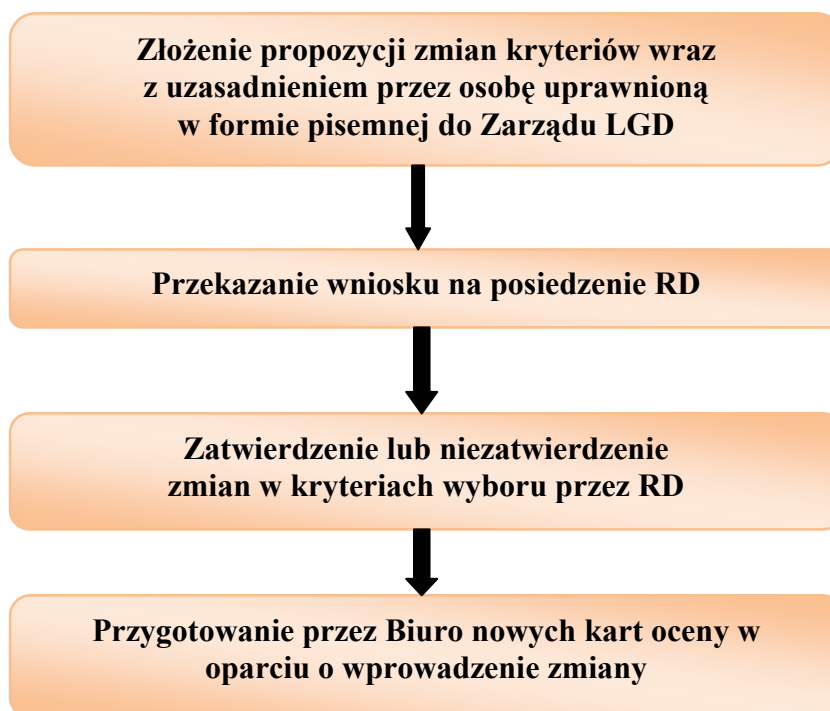 Złożenie propozycji zmian kryteriów wraz
z uzasadnieniem przez osobę uprawnioną
w formie pisemnej do Zarządu LGD
Przekazanie wniosku na posiedzenie RD
Zatwierdzenie lub niezatwierdzenie
zmian w kryteriach wyboru przez RD
Przygotowanie przez Biuro nowych kart oceny w
oparciu o wprowadzenie zmiany